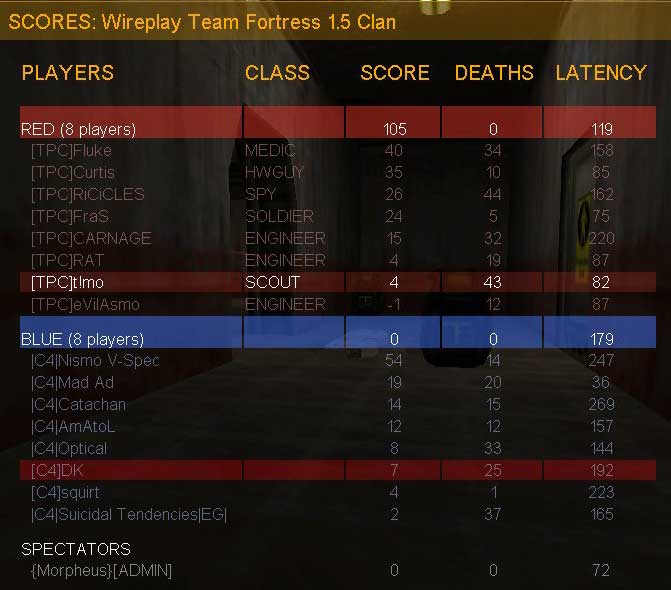 SCORES: Wireplay Team Fortress 1.5 Clan
PLAYERS CLASS SCORE DEATHS LATENCY
RED (8 players) 105 0 119
[TPC]Fluke MEDIC 40 34 158
[TPC]Curtis HWGUY 35 10 85
[TPC]RiCiCLES SPY 26 44 162
[TPC]FraS SOLDIER 24 5 75
[TPC]CARNAGE ENGINEER 15 32 220
[TPC]RAT ENGINEER 4 19 87
[TPC]t!mo SCOUT 4 43 82
[TPC]eVilAsmo ENGINEER -1 12 87
BLUE (8 players) 0 0 179
|C4|Nismo V-Spec 54 14 247
|C4|Mad Ad 19 20 36
|C4|Catachan 14 15 269
|C4|AmAtoL 12 12 157
|C4|Optical 8 33 144
[C4]DK 7 25 192
[C4]squirt 4 1 223
|C4|Suicidal Tendencies|EG| 2 37 165
SPECTATORS
{Morpheus}[ADMIN] 0 0 72